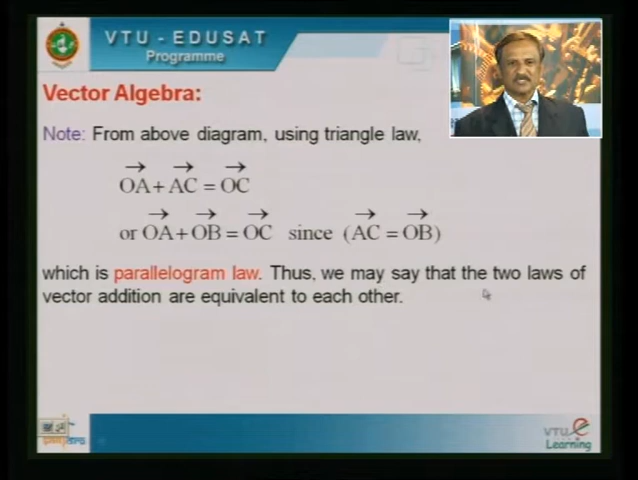 VTU - EDUSAT
Programme
Vector Algebra:
Note: From above diagram, using triangle law,
OA + AC = OC
or OA + OB = OC since (AC = OB)
which is parallelogram law. Thus, we may say that the two laws of
vector addition are equivalent to each other.
VTU e
Learning